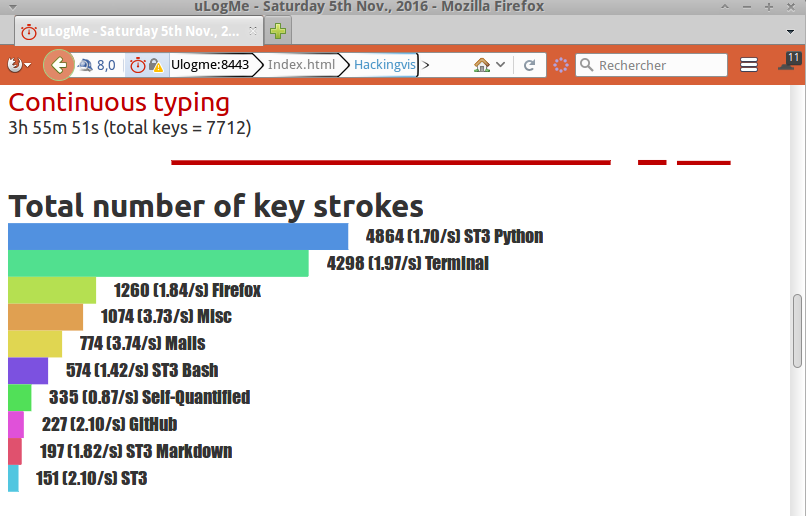 uLogMe - Saturday 5th Nov., 2016 - Mozilla Firefox
uLogMe - Saturday 5th Nov., 2...
8,0 Ulogme:8443 Index.html Hackingvis > Rechercher 11
Continuous typing
3h 55m 51s (total keys = 7712)
Total number of key strokes
4864 (1.70/s) ST3 Python
4298 (1.97/s) Terminal
1260 (1.84/s) Firefox
1074 (3.73/s) Misc
774 (3.74/s) Mails
574 (1.42/s) ST3 Bash
335 (0.87/s) Self-Quantified
227 (2.10/s) GitHub
197 (1.82/s) ST3 Markdown
151 (2.10/s) ST3